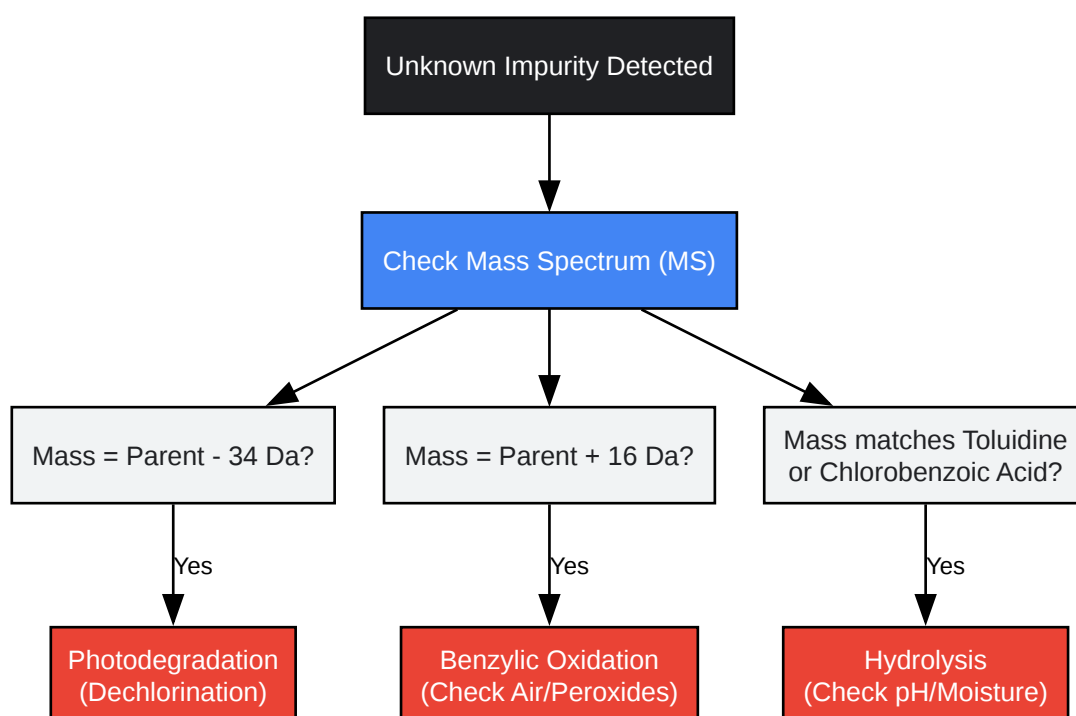 Unknown Impurity Detected
Check Mass Spectrum (MS)
Mass = Parent - 34 Da?
Mass = Parent + 16 Da?
Mass matches Toluidine
or Chlorobenzoic Acid?
Yes
Yes
Yes
Photodegradation
(Dechlorination)
Benzylic Oxidation
(Check Air/Peroxides)
Hydrolysis
(Check pH/Moisture)